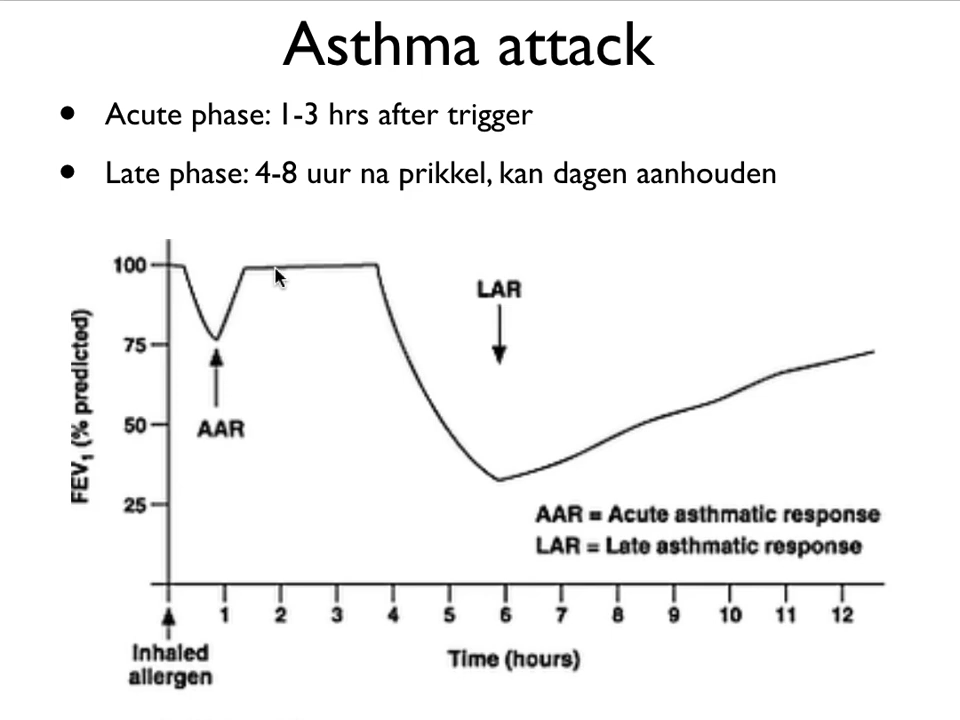 Asthma attack
• Acute phase: 1-3 hrs after trigger
• Late phase: 4-8 uur na prikkel, kan dagen aanhouden
100
LAR
75
AAR
50
FEV₁ (% predicted)
25
AAR = Acute asthmatic response
LAR = Late asthmatic response
1 2 3 4 5 6 7 8 9 10 11 12
Inhaled
allergen
Time (hours)